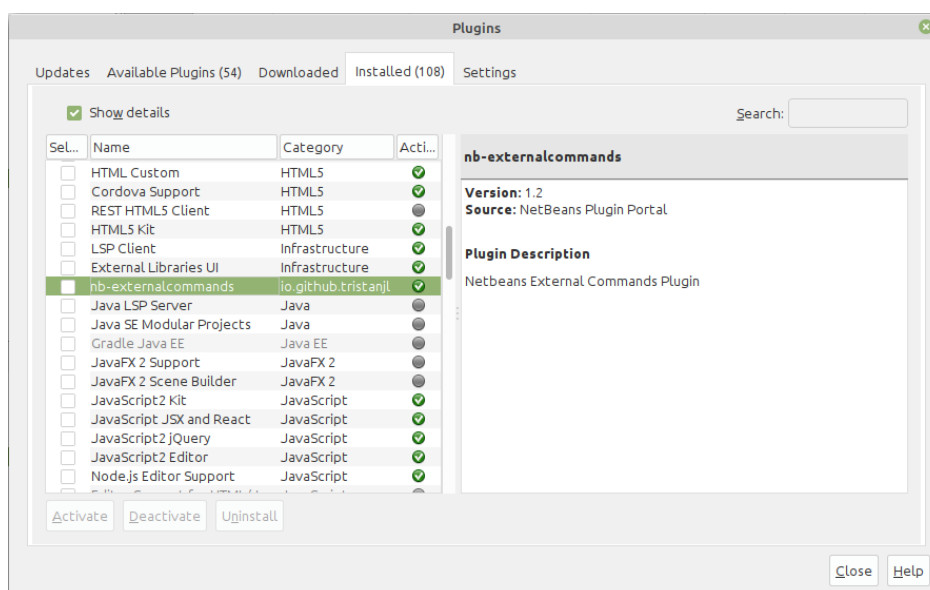 Plugins
Updates Available Plugins (54) Downloaded Installed (108) Settings
Show details Search:
Sel... Name Category Acti...
HTML Custom HTML5
Cordova Support HTML5
REST HTML5 Client HTML5
HTML5 Kit HTML5
LSP Client Infrastructure
External Libraries UI Infrastructure
nb-externalcommands io.github.tristanjl
Java LSP Server Java
Java SE Modular Projects Java
Gradle Java EE Java EE
JavaFX 2 Support JavaFX 2
JavaFX 2 Scene Builder JavaFX 2
JavaScript2 Kit JavaScript
JavaScript JSX and React JavaScript
JavaScript2 jQuery JavaScript
JavaScript2 Editor JavaScript
Node.js Editor Support JavaScript
nb-externalcommands
Version: 1.2
Source: NetBeans Plugin Portal
Plugin Description
Netbeans External Commands Plugin
Activate Deactivate Uninstall
Close Help